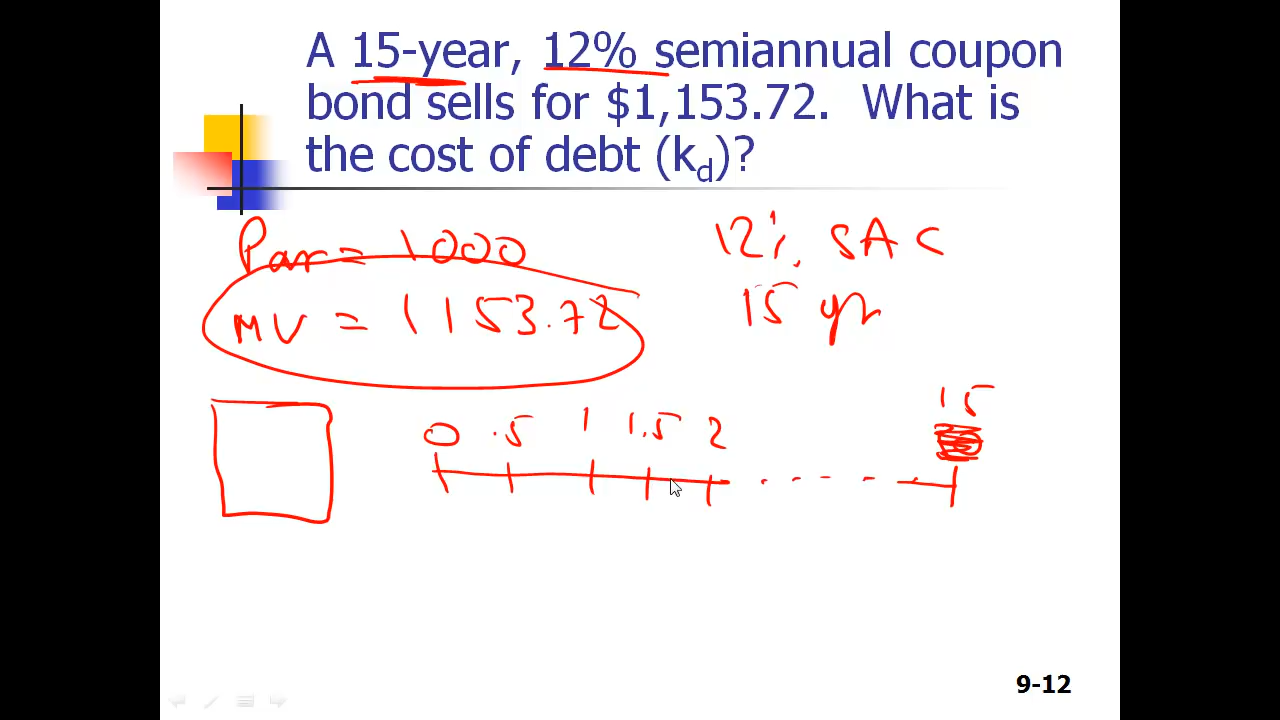 A 15-year, 12% semiannual coupon
bond sells for $1,153.72. What is
the cost of debt (kd)?
Par = 1000
12%, SAC
MV = 1153.72
15 yr
0 .5 1 1.5 2 15
9-12